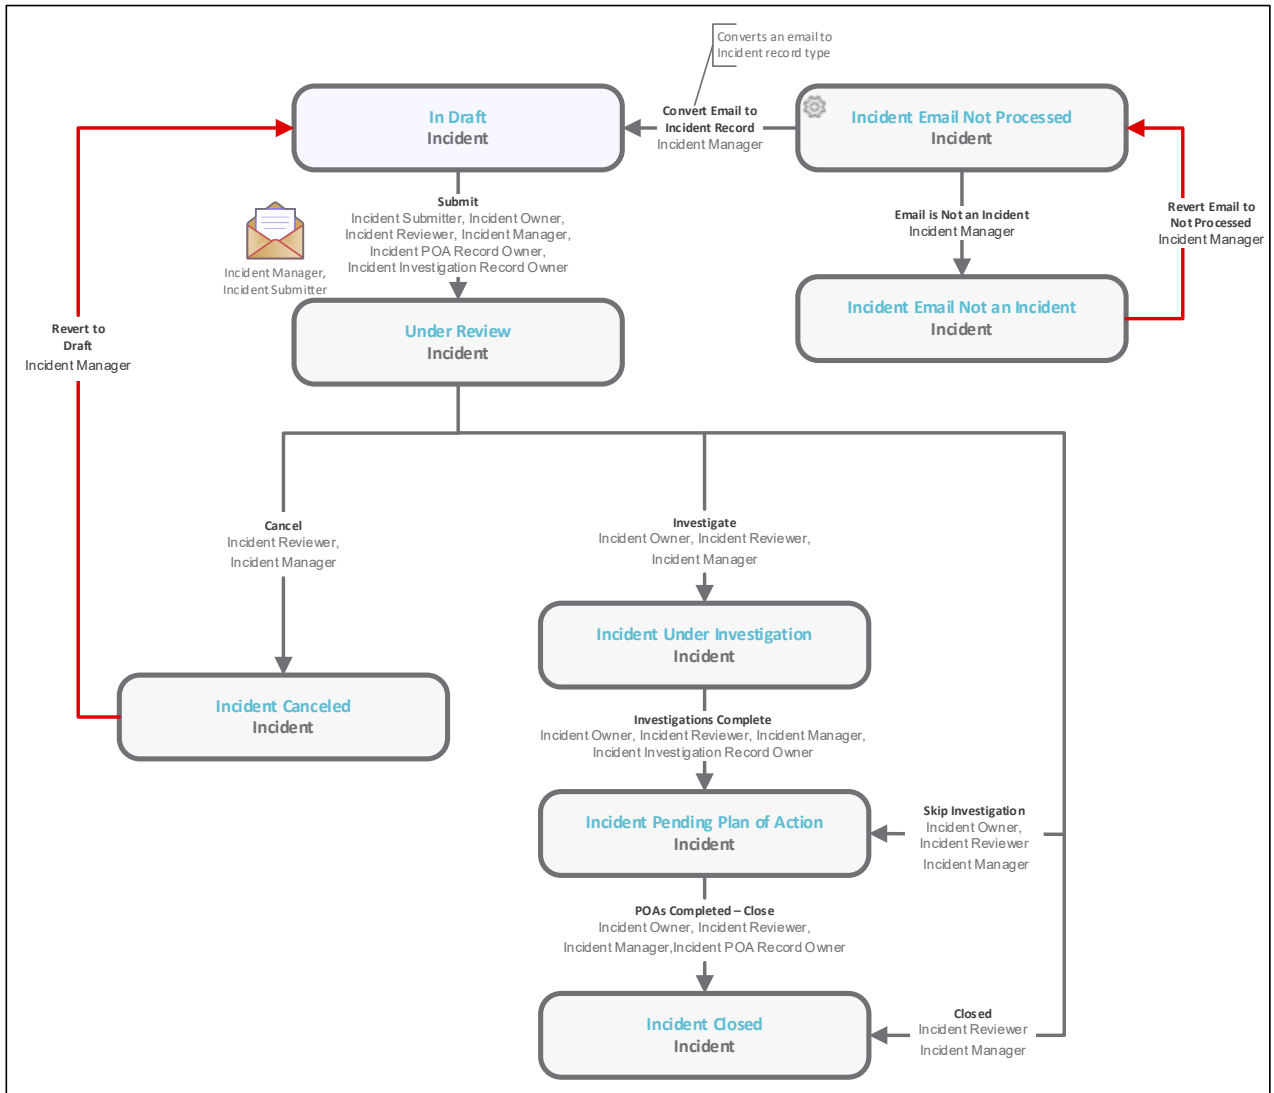 Converts an email to
Incident record type
In Draft
Incident
Convert Email to
Incident Record
Incident Manager
Incident Email Not Processed
Incident
Submit
Incident Submitter, Incident Owner,
Incident Reviewer, Incident Manager,
Incident POA Record Owner,
Incident Investigation Record Owner
Incident Manager,
Incident Submitter
Email is Not an Incident
Incident Manager
Revert Email to
Not Processed
Incident Manager
Incident Email Not an Incident
Incident
Under Review
Incident
Revert to
Draft
Incident Manager
Cancel
Incident Reviewer,
Incident Manager
Investigate
Incident Owner, Incident Reviewer,
Incident Manager
Incident Under Investigation
Incident
Incident Canceled
Incident
Investigations Complete
Incident Owner, Incident Reviewer, Incident Manager,
Incident Investigation Record Owner
Incident Pending Plan of Action
Incident
Skip Investigation
Incident Owner,
Incident Reviewer
Incident Manager
POAs Completed – Close
Incident Owner, Incident Reviewer,
Incident Manager,Incident POA Record Owner
Incident Closed
Incident
Closed
Incident Reviewer
Incident Manager